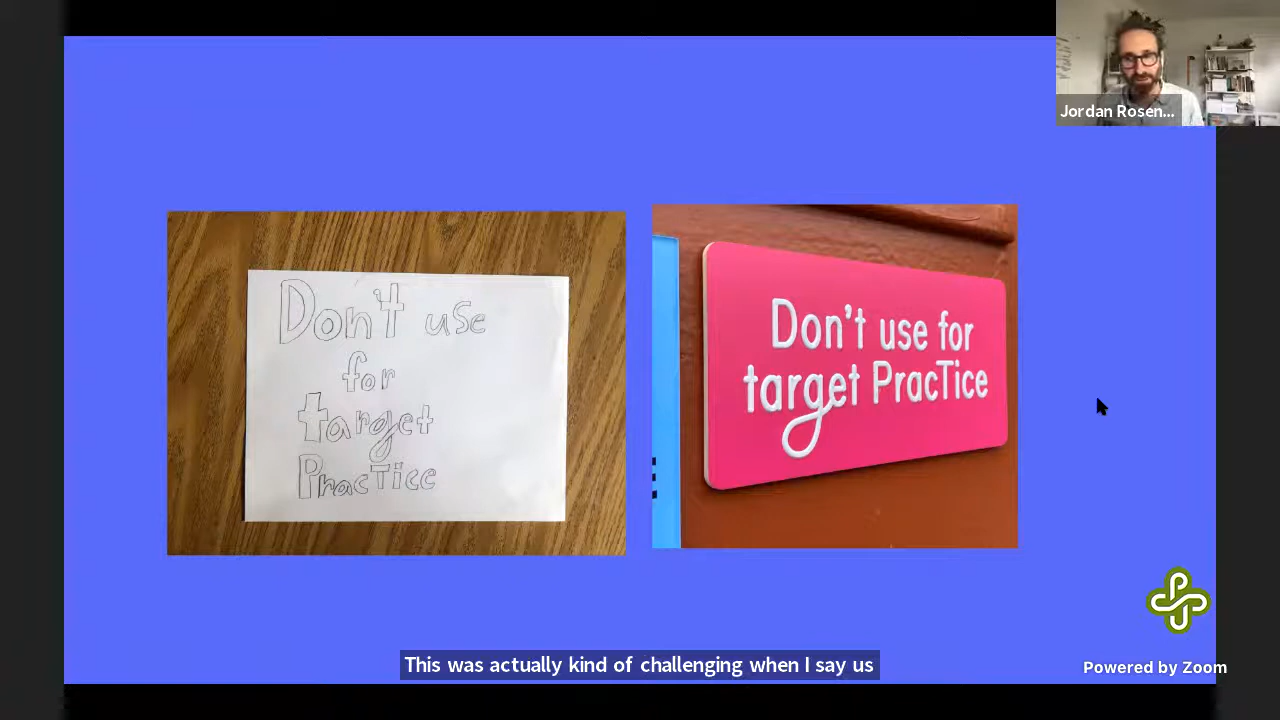 Jordan Rosen...
Don't use
for
target
PracTice
Don't use for
target PracTice
PSU
This was actually kind of challenging when I say us
Powered by Zoom